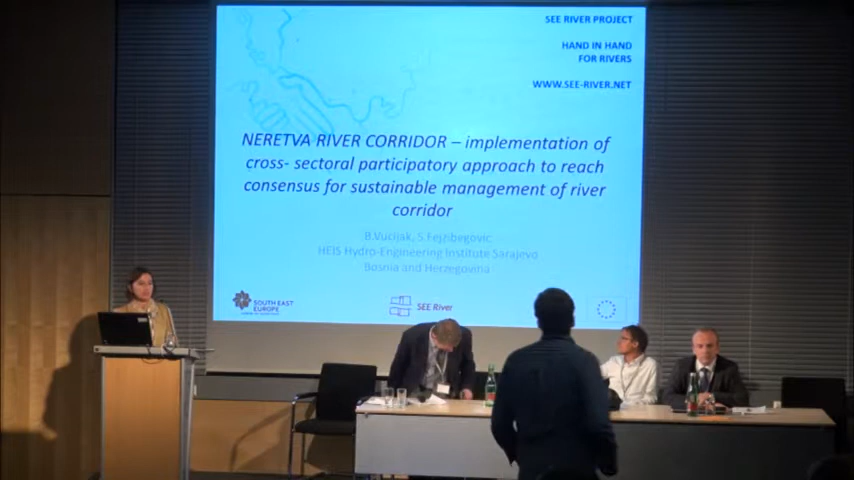 SEE RIVER PROJECT
HAND IN HAND
FOR RIVERS
WWW.SEE-RIVER.NET
NERETVA RIVER CORRIDOR – implementation of
cross- sectoral participatory approach to reach
consensus for sustainable management of river
corridor
B.Vucijak, S.Fejzibegovic
HEIS Hydro-Engineering Institute Sarajevo
Bosnia and Herzegovina
SOUTH EAST
EUROPE
SEE River